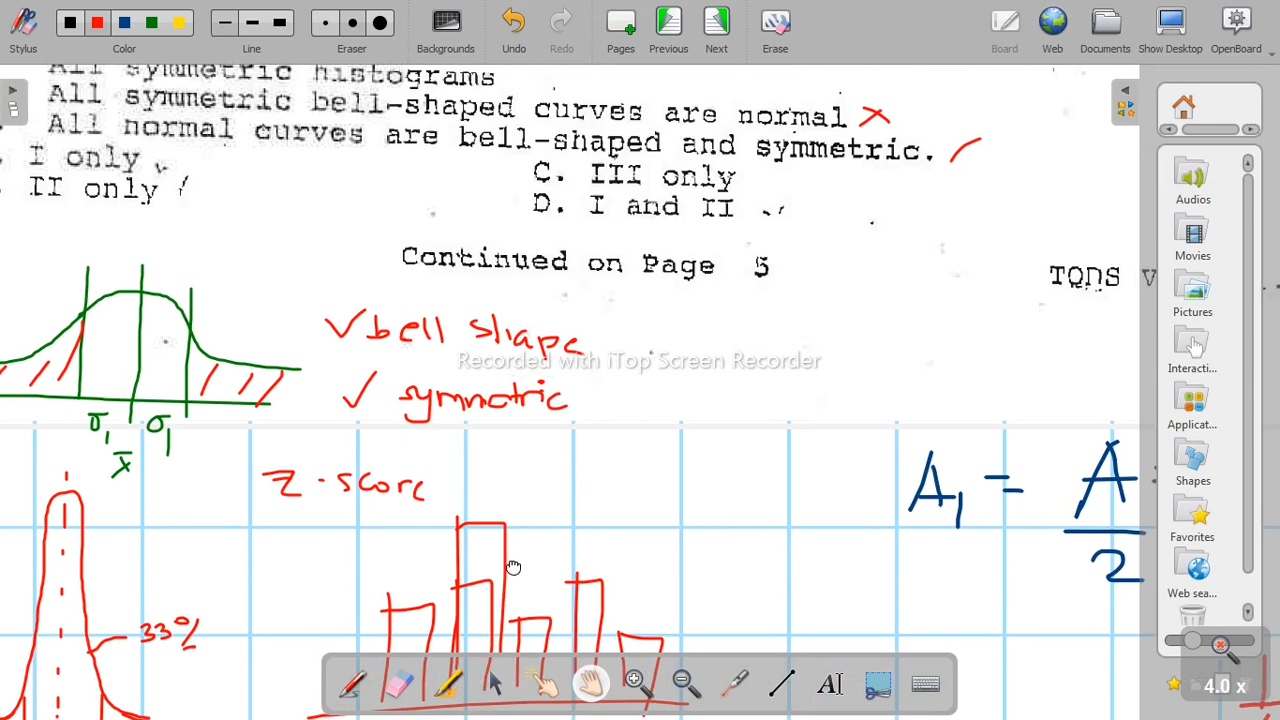 Stylus Color Line Eraser Backgrounds Undo Redo Pages Previous Next Erase Board Web Documents Show Desktop OpenBoard
All symmetric histograms
All symmetric bell-shaped curves are normal ×
All normal curves are bell-shaped and symmetric.
I only
II only
C. III only
D. I and II
Continued on Page 5
TQDS V
✓ bell shape
Recorded with iTop Screen Recorder
✓ symmetric
σ1 x̄ σ1
Z-score
A1 = A/2
33%
Audios
Movies
Pictures
Interacti...
Applicat...
Shapes
Favorites
Web sea...
4.0 x